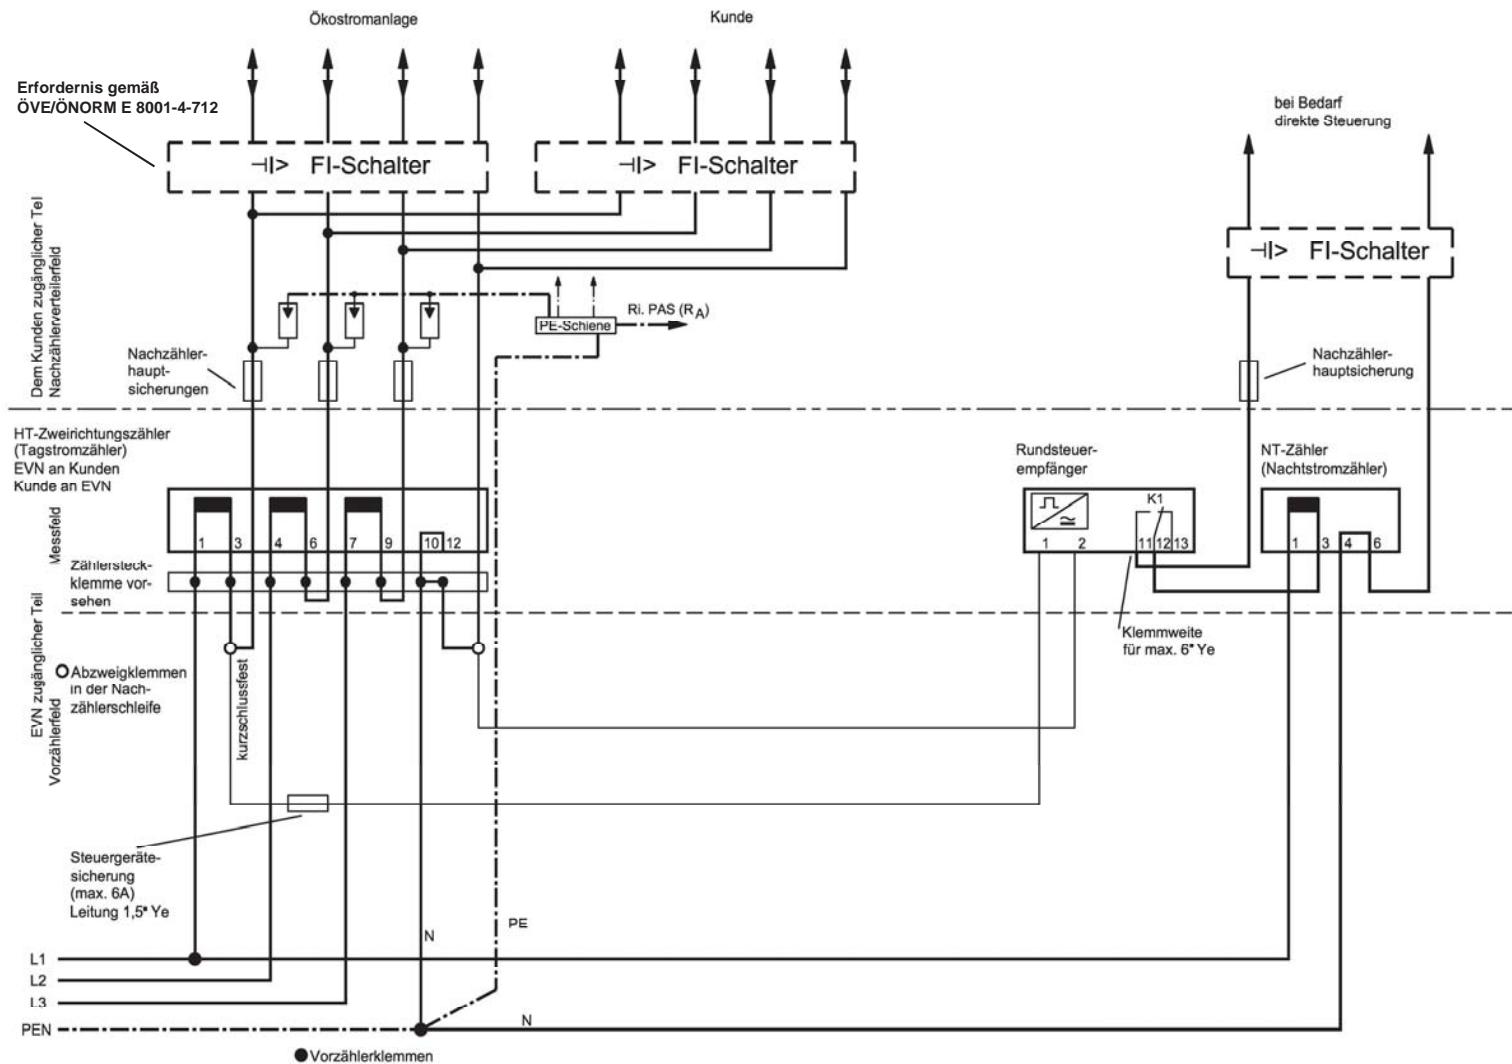 Ökostromanlage
Kunde
Erfordernis gemäß
ÖVE/ÖNORM E 8001-4-712
bei Bedarf
direkte Steuerung
FI-Schalter
FI-Schalter
FI-Schalter
Dem Kunden zugänglicher Teil
Nachzählerverteilerfeld
Ri. PAS (RA)
PE-Schiene
Nachzähler-
haupt-
sicherungen
Nachzähler-
hauptsicherung
HT-Zweirichtungszähler
(Tagstromzähler)
EVN an Kunden
Kunde an EVN
Rundsteuer-
empfänger
NT-Zähler
(Nachtstromzähler)
K1
1 3 4 6 7 9 10 12
1 2 11 12 13
1 3 4 6
Messfeld
Zählersteck-
klemme vor-
sehen
EVN zugänglicher Teil
Vorzählerfeld
Abzweigklemmen
in der Nach-
zählerschleife
kurzschlussfest
Klemmweite
für max. 6" Ye
Steuergeräte-
sicherung
(max. 6A)
Leitung 1,5" Ye
N
PE
L1
L2
L3
PEN
N
Vorzählerklemmen